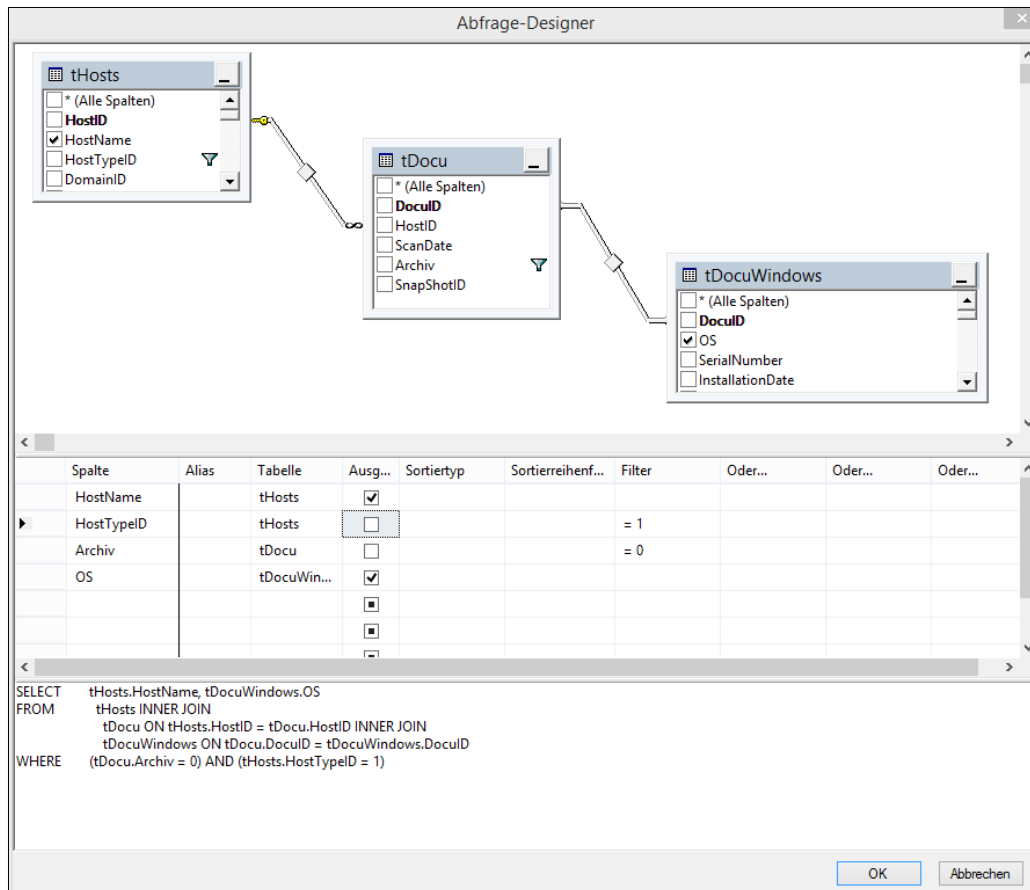 Abfrage-Designer
tHosts
* (Alle Spalten)
HostID
HostName
HostTypeID
DomainID
tDocu
* (Alle Spalten)
DocuID
HostID
ScanDate
Archiv
SnapShotID
tDocuWindows
* (Alle Spalten)
DocuID
OS
SerialNumber
InstallationDate
Spalte Alias Tabelle Ausg... Sortiertyp Sortierreihenf... Filter Oder... Oder... Oder...
HostName tHosts
HostTypeID tHosts = 1
Archiv tDocu = 0
OS tDocuWin...
SELECT tHosts.HostName, tDocuWindows.OS
FROM tHosts INNER JOIN
tDocu ON tHosts.HostID = tDocu.HostID INNER JOIN
tDocuWindows ON tDocu.DocuID = tDocuWindows.DocuID
WHERE (tDocu.Archiv = 0) AND (tHosts.HostTypeID = 1)
OK Abbrechen